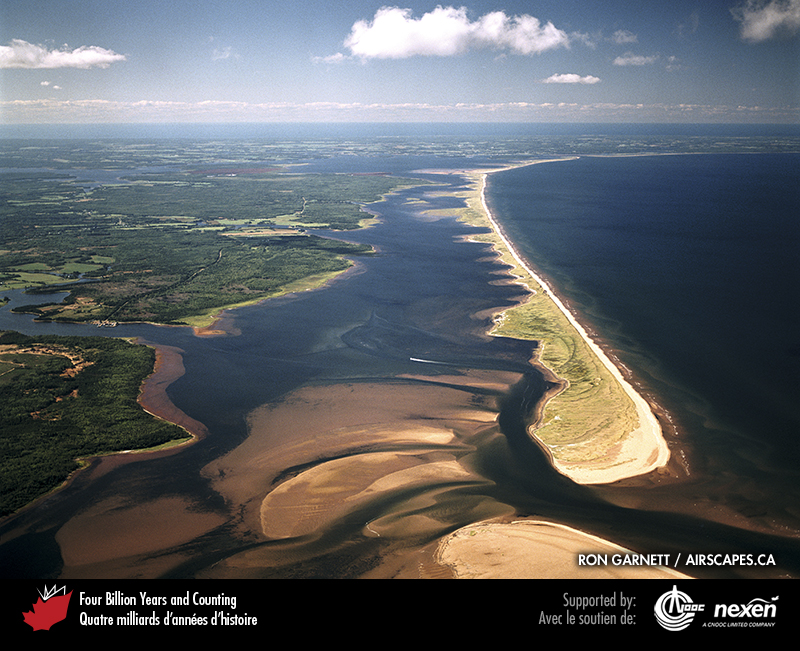 RON GARNETT / AIRSCAPES.CA
Four Billion Years and Counting
Quatre milliards d'années d'histoire
Supported by:
Avec le soutien de:
CNOOC
nexen
A CNOOC LIMITED COMPANY